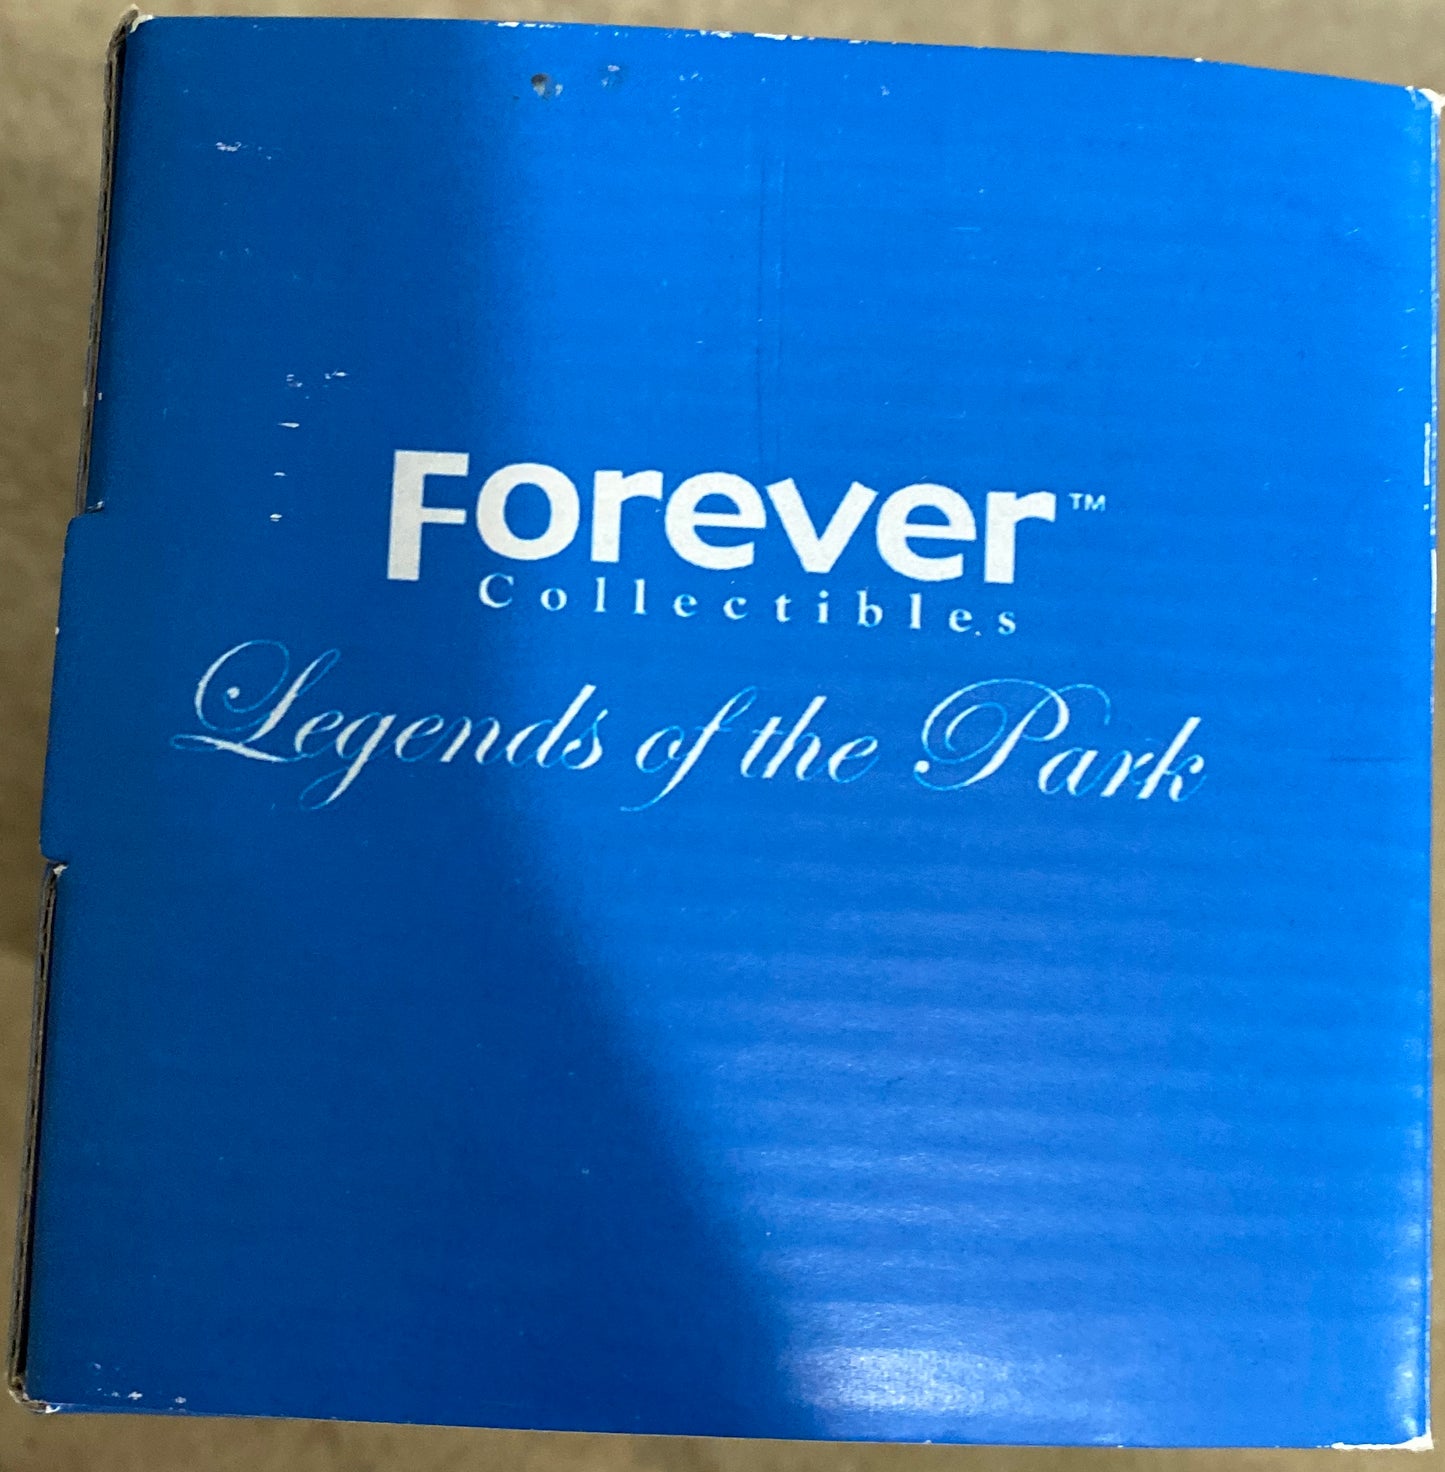 Forever™
Collectibles
Legends of the Park